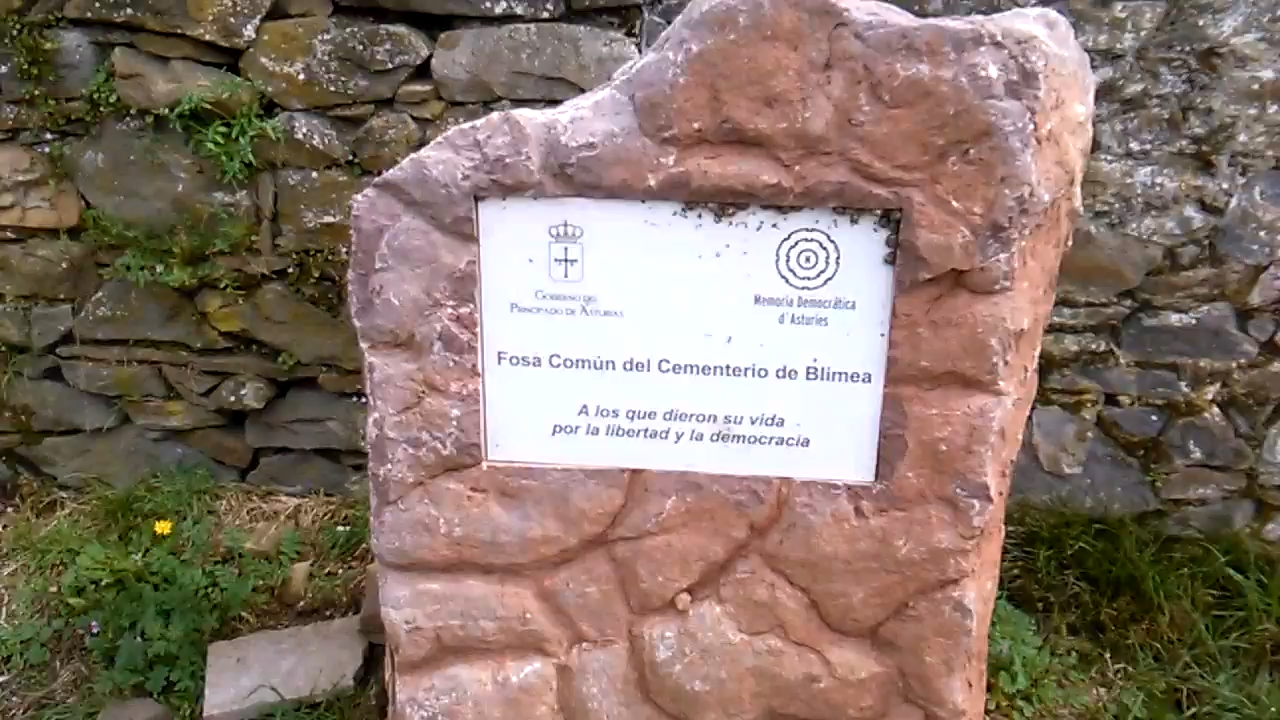 Gobierno del
Principado de Asturias
Memoria Democrática
d'Asturies
Fosa Común del Cementerio de Blimea
A los que dieron su vida
por la libertad y la democracia